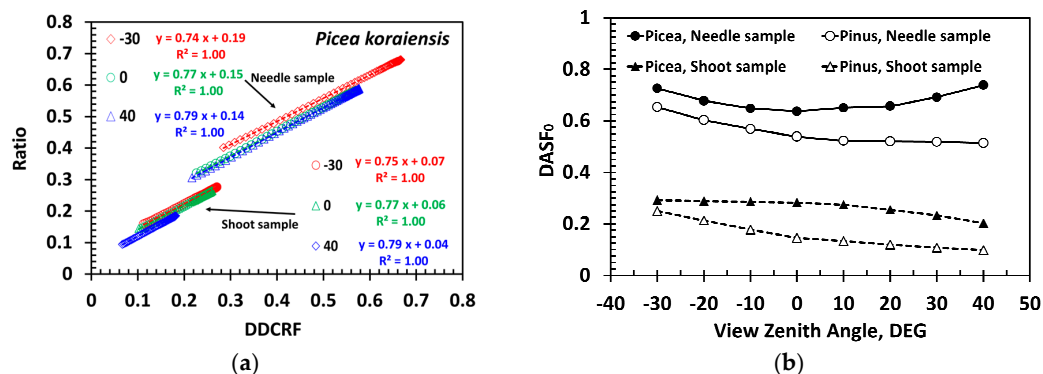 Picea koraiensis
-30 y = 0.74 x + 0.19
R² = 1.00
0 y = 0.77 x + 0.15
R² = 1.00
40 y = 0.79 x + 0.14
R² = 1.00
Needle sample
-30 y = 0.75 x + 0.07
R² = 1.00
0 y = 0.77 x + 0.06
R² = 1.00
40 y = 0.79 x + 0.04
R² = 1.00
Shoot sample
Ratio
0.8
0.7
0.6
0.5
0.4
0.3
0.2
0.1
0
0 0.1 0.2 0.3 0.4 0.5 0.6 0.7 0.8
DDCRF
(a)
Picea, Needle sample Pinus, Needle sample
Picea, Shoot sample Pinus, Shoot sample
DASF₀
1
0.8
0.6
0.4
0.2
0
-40 -30 -20 -10 0 10 20 30 40 50
View Zenith Angle, DEG
(b)